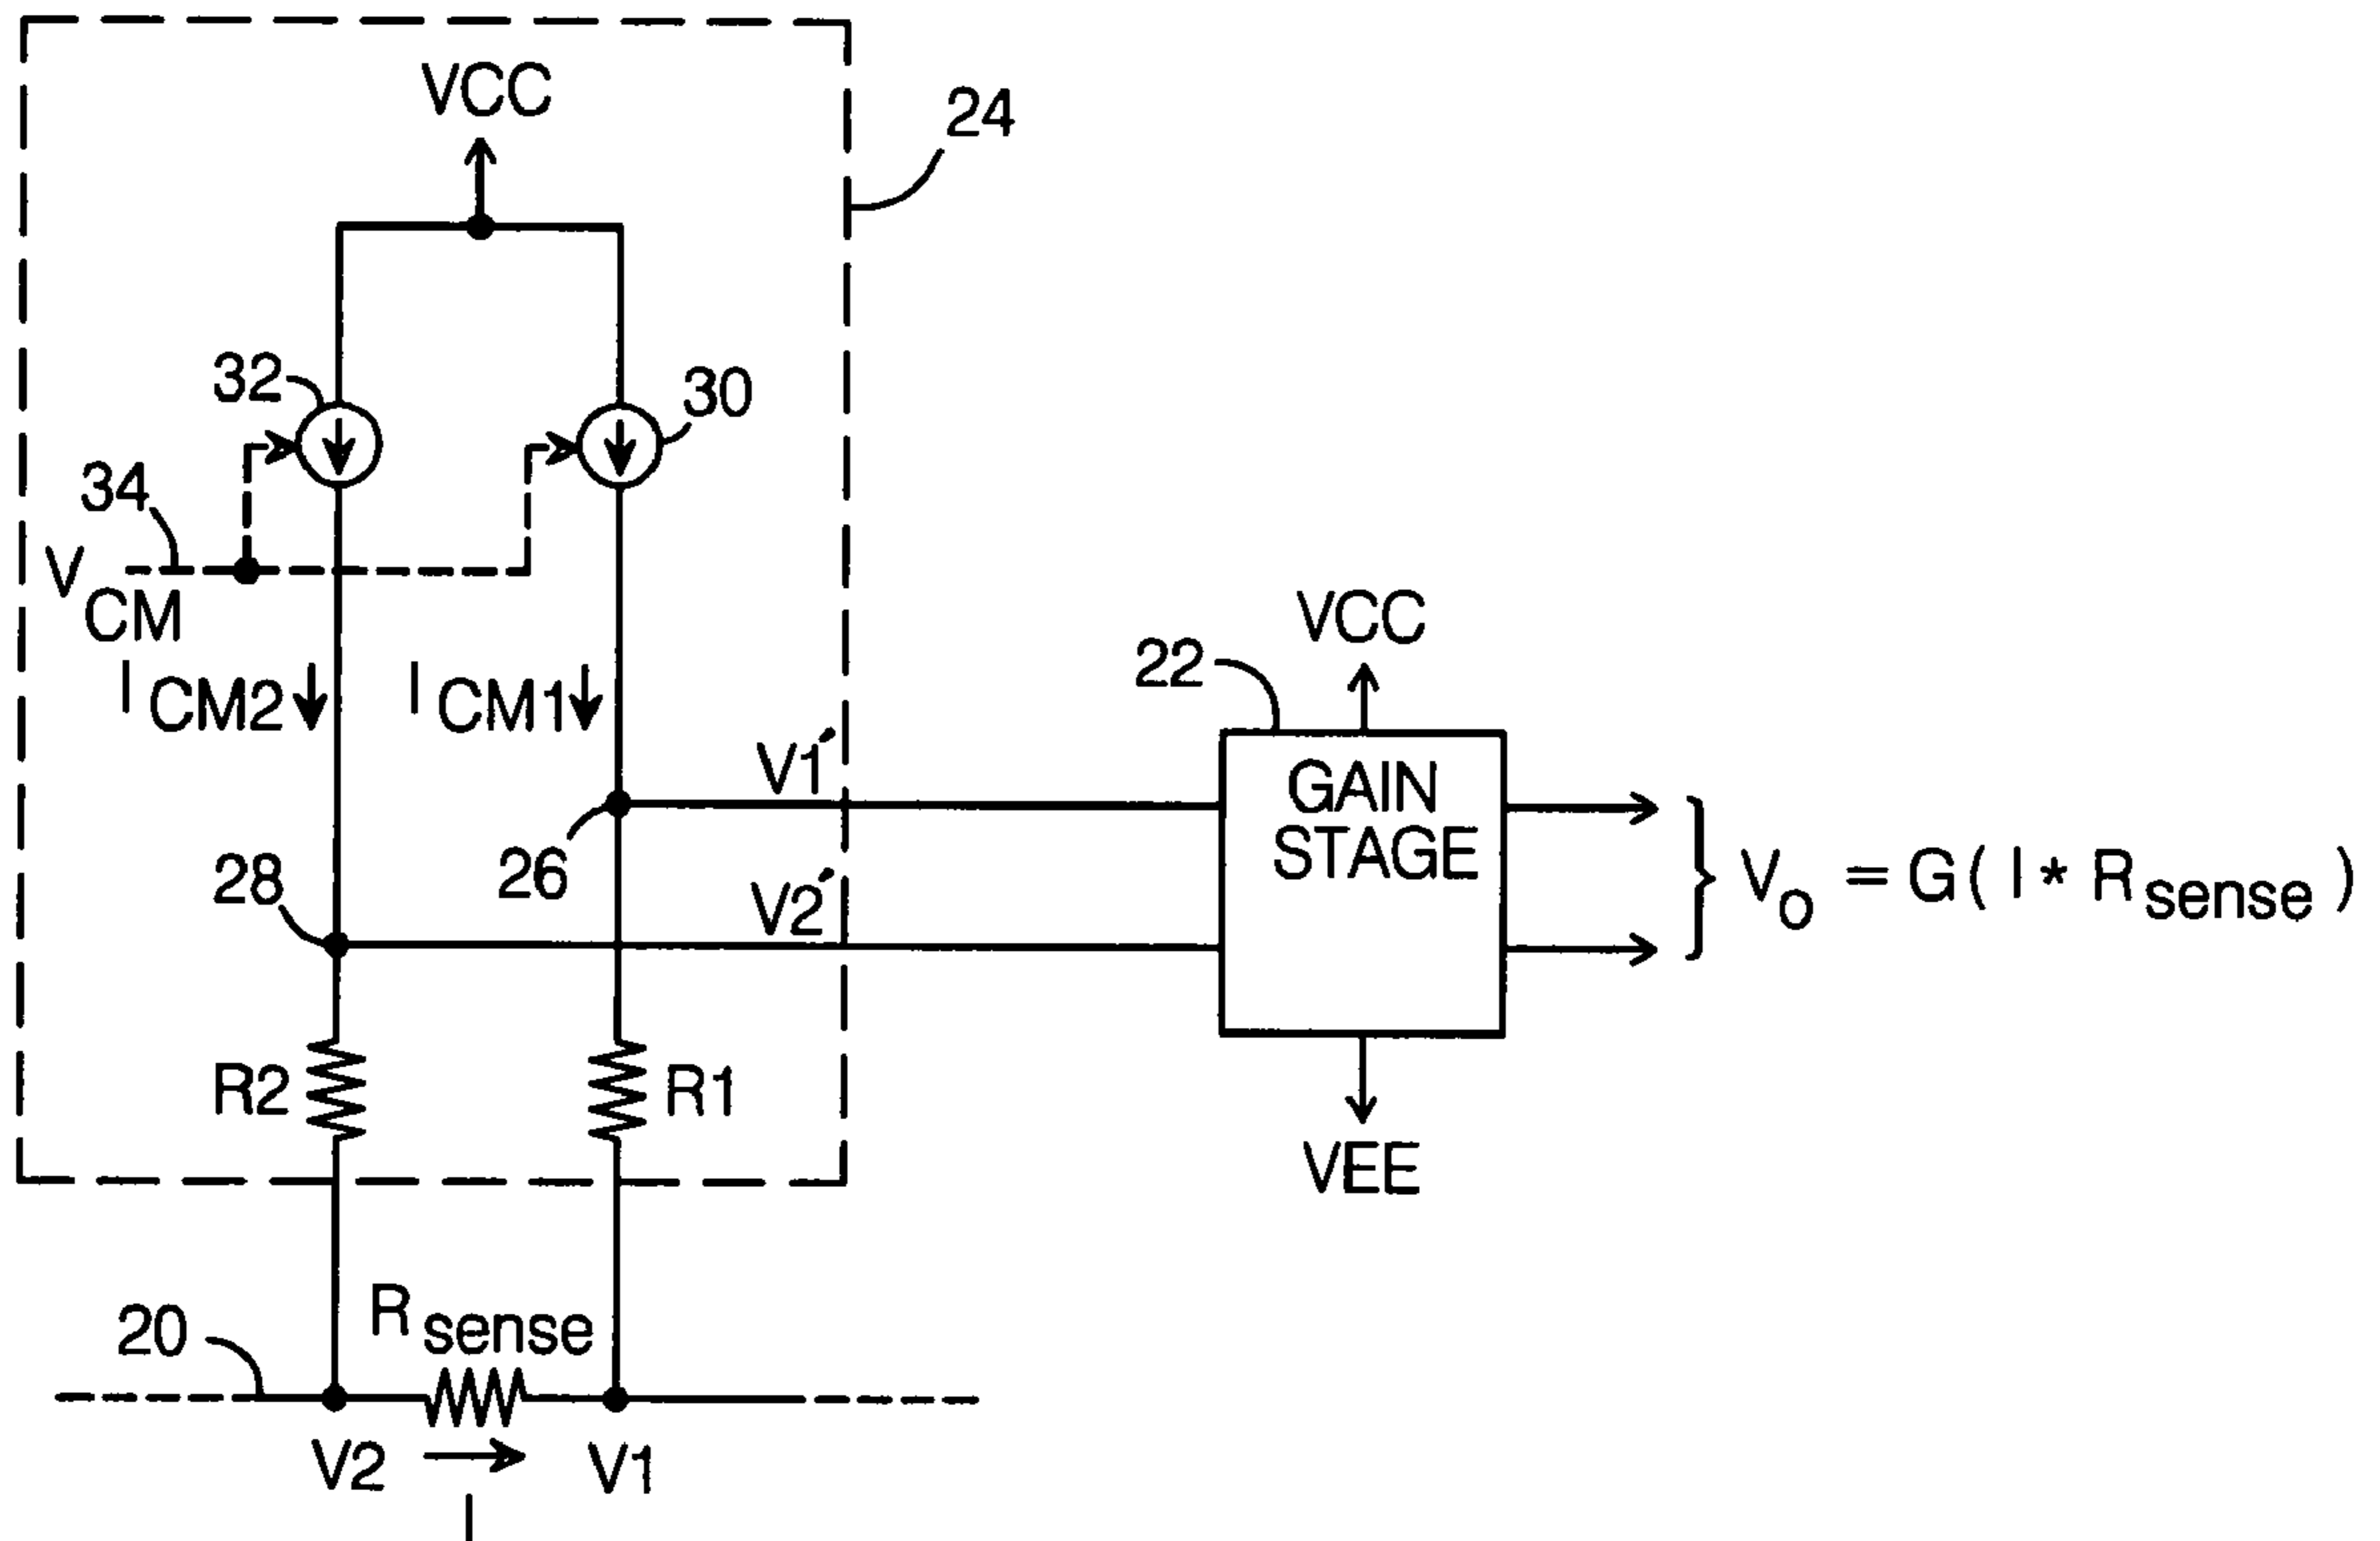 VCC
24
32
30
34
VCM
ICM2
ICM1
VCC
22
V1´
GAIN
STAGE
28
26
V2´
Vo = G( I * Rsense )
R2
R1
VEE
20
Rsense
V2
V1
I